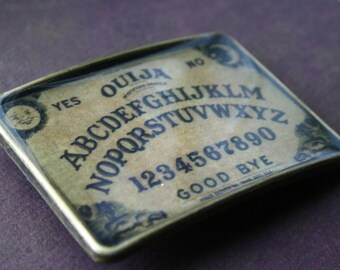 OUIJA
YES NO
ABCDEFGHIJKLM
NOPQRSTUVWXYZ
1234567890
GOOD BYE